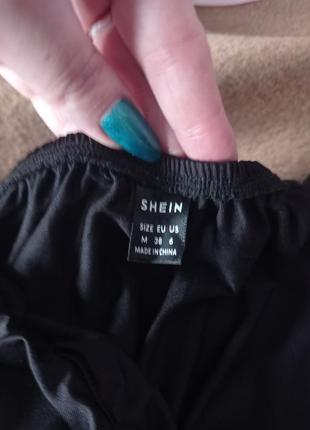 SHEIN
SIZE EU US
M 38 6
MADE IN CHINA